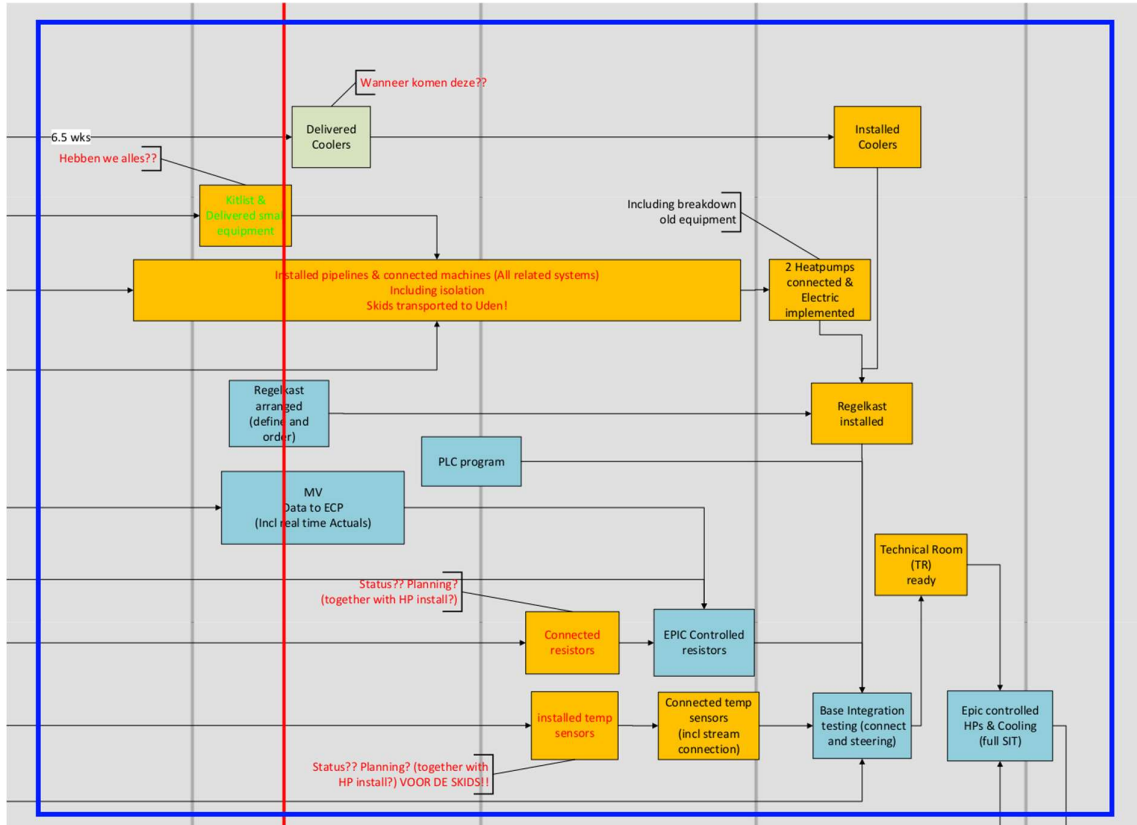 Wanneer komen deze??
6.5 wks
Delivered
Coolers
Installed
Coolers
Hebben we alles??
Kitlist &
Delivered small
equipment
Including breakdown
old equipment
Installed pipelines & connected machines (All related systems)
Including isolation
Skids transported to Uden!
2 Heatpumps
connected &
Electric
implemented
Regelkast
arranged
(define and
order)
Regelkast
installed
PLC program
MV
Data to ECP
(Incl real time Actuals)
Technical Room
(TR)
ready
Status?? Planning?
(together with HP install?)
Connected
resistors
EPIC Controlled
resistors
installed temp
sensors
Connected temp
sensors
(incl stream
connection)
Base Integration
testing (connect
and steering)
Epic controlled
HPs & Cooling
(full SIT)
Status?? Planning? (together with
HP install?) VOOR DE SKIDS!!